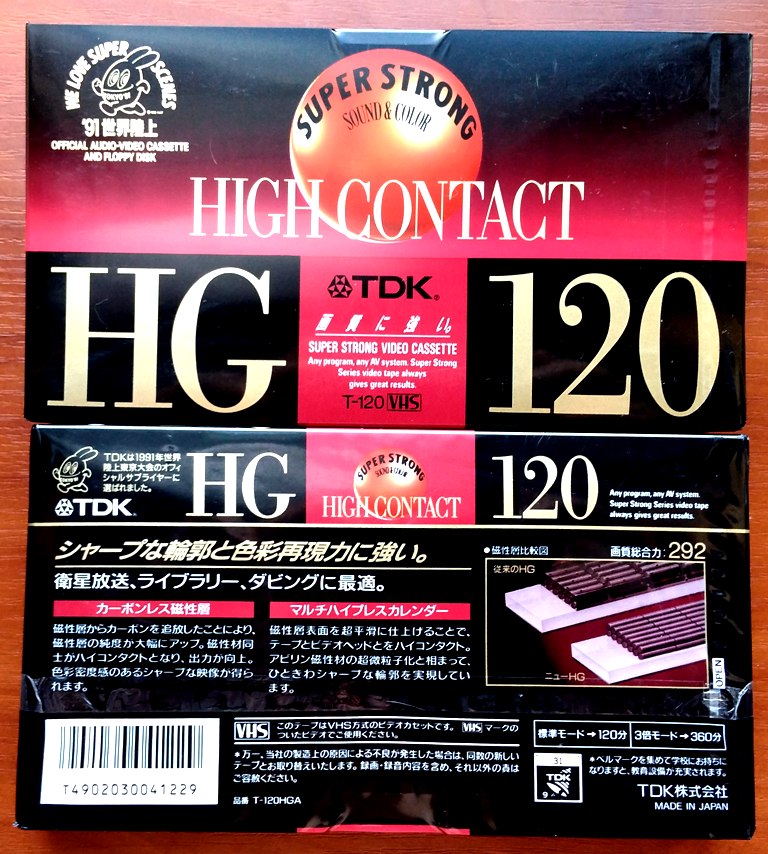 WE LOVE SUPER SCENES
TOKYO'91
'91世界陸上
OFFICIAL AUDIO-VIDEO CASSETTE
AND FLOPPY DISK
SUPER STRONG
SOUND & COLOR
HIGH CONTACT
HG
TDK®
画質に強い。
SUPER STRONG VIDEO CASSETTE
Any program, any AV system. Super Strong
Series video tape always
gives great results.
T-120 VHS
120
TDKは1991年世界
陸上東京大会のオフィ
シャルサプライヤーに
選ばれました。
TDK
HG
SUPER STRONG
SOUND & COLOR
HIGH CONTACT
120
Any program, any AV system.
Super Strong Series video tape
always gives great results.
シャープな輪郭と色彩再現力に強い。
衛星放送、ライブラリー、ダビングに最適。
カーボンレス磁性層
磁性層からカーボンを追放したことにより、
磁性層の純度が大幅にアップ。磁性材同
士がハイコンタクトとなり、出力が向上。
色彩密度感のあるシャープな映像が得ら
れます。
マルチハイプレスカレンダー
磁性層表面を超平滑に仕上げることで、
テープとビデオヘッドとをハイコンタクト。
アビリン磁性材の超微粒子化と相まって、
ひときわシャープな輪郭を実現してい
ます。
●磁性層比較図
画質総合力:292
従来のHG
ニューHG
OPEN
T4902030041229
VHS このテープはVHS方式のビデオカセットです。VHSマークの
ついたビデオでご使用ください。
*万一、当社の製造上の原因による不良が発生した場合は、同数の新しい
テープとお取り替えいたします。録画・録音内容を含め、それ以外の責は
ご容赦ください。
品番 T-120HGA
標準モード→120分 3倍モード→360分
31
TDK
9
*ベルマークを集めて学校にお持ちに
なりますと、教育設備が充実されます。
TDK株式会社
MADE IN JAPAN